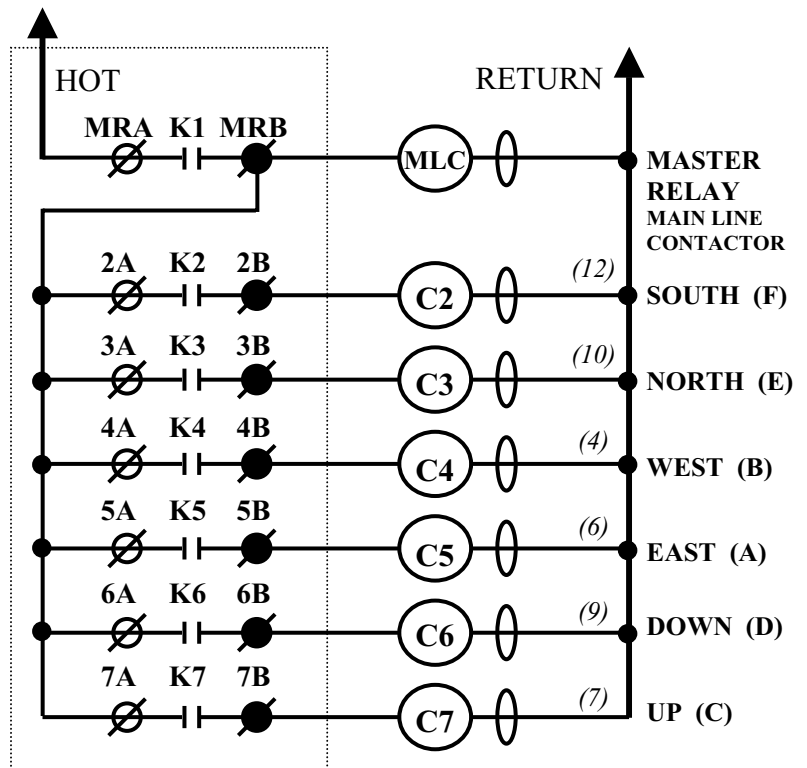 HOT
RETURN
MRA K1 MRB
MLC
MASTER
RELAY
MAIN LINE
CONTACTOR
2A K2 2B
C2
(12)
SOUTH (F)
3A K3 3B
C3
(10)
NORTH (E)
4A K4 4B
C4
(4)
WEST (B)
5A K5 5B
C5
(6)
EAST (A)
6A K6 6B
C6
(9)
DOWN (D)
7A K7 7B
C7
(7)
UP (C)